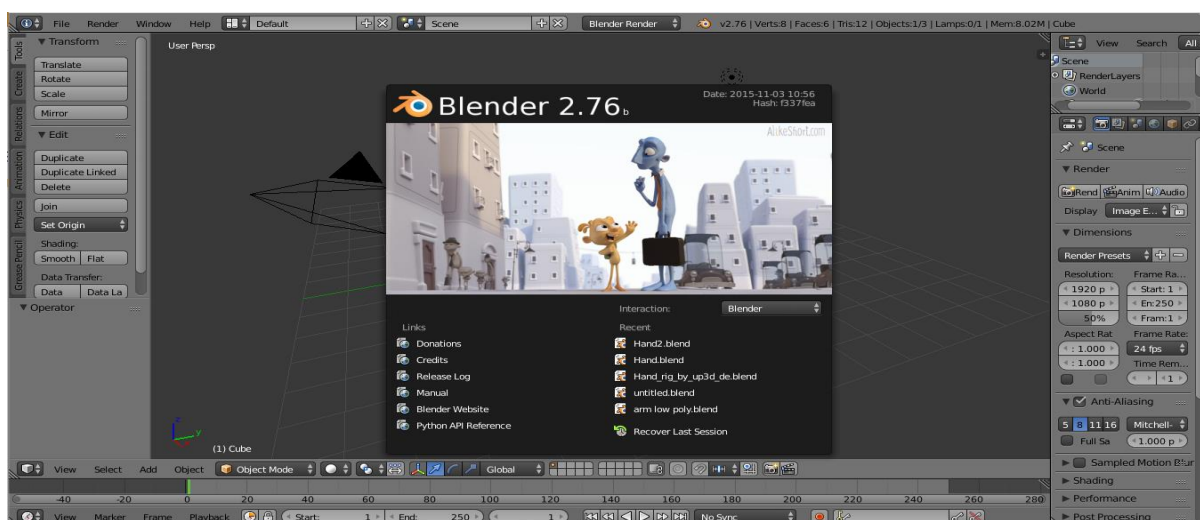 File Render Window Help Default Scene Blender Render v2.76 | Verts:8 | Faces:6 | Tris:12 | Objects:1/3 | Lamps:0/1 | Mem:8.02M | Cube
Tools
Create
Relations
Animation
Physics
Grease Pencil
Transform
Translate
Rotate
Scale
Mirror
Edit
Duplicate
Duplicate Linked
Delete
Join
Set Origin
Shading:
Smooth Flat
Data Transfer:
Data Data La
Operator
User Persp
(1) Cube
Blender 2.76b
Date: 2015-11-03 10:56
Hash: f337fea
AlikeShort.com
Interaction: Blender
Links
Donations
Credits
Release Log
Manual
Blender Website
Python API Reference
Recent
Hand2.blend
Hand.blend
Hand_rig_by_up3d_de.blend
untitled.blend
arm low poly.blend
Recover Last Session
View Search All
Scene
RenderLayers
World
Scene
Render
Rend Anim Audio
Display Image E...
Dimensions
Render Presets
Resolution: Frame Ra...
1920 p Start: 1
1080 p En:250
50% Fram:1
Aspect Rat Frame Rate:
: 1.000 24 fps
: 1.000 Time Rem...
1
Anti-Aliasing
5 8 11 16 Mitchell-
Full Sa 1.000 p
Sampled Motion Blur
Shading
Performance
Post Processing
View Select Add Object Object Mode Global
-40 -20 0 20 40 60 80 100 120 140 160 180 200 220 240 260 280
View Marker Frame Playback Start: 1 End: 250 1 No Sync